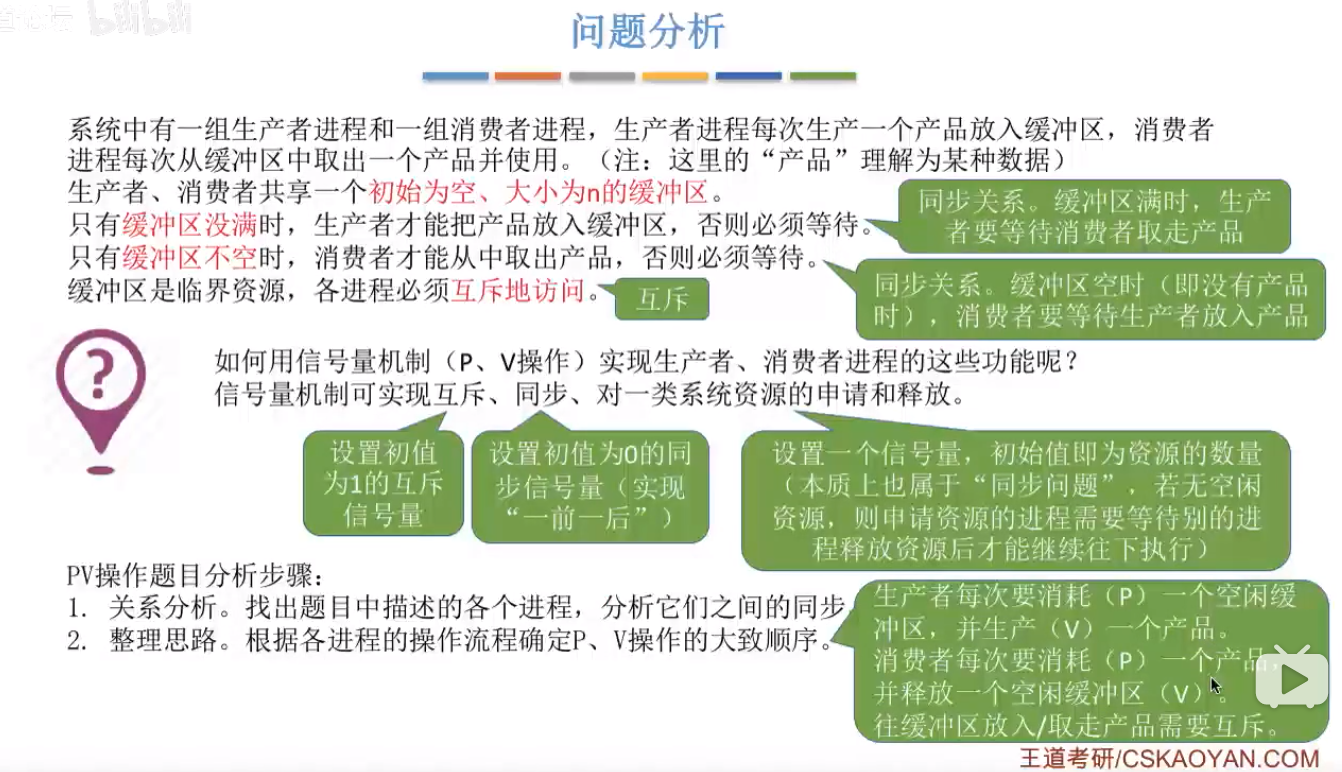 bilibili
问题分析
系统中有一组生产者进程和一组消费者进程，生产者进程每次生产一个产品放入缓冲区，消费者
进程每次从缓冲区中取出一个产品并使用。（注：这里的“产品”理解为某种数据）
生产者、消费者共享一个初始为空、大小为n的缓冲区。
只有缓冲区没满时，生产者才能把产品放入缓冲区，否则必须等待。
同步关系。缓冲区满时，生产
者要等待消费者取走产品
只有缓冲区不空时，消费者才能从中取出产品，否则必须等待。
同步关系。缓冲区空时（即没有产品
时），消费者要等待生产者放入产品
缓冲区是临界资源，各进程必须互斥地访问。
互斥
?
如何用信号量机制（P、V操作）实现生产者、消费者进程的这些功能呢？
信号量机制可实现互斥、同步、对一类系统资源的申请和释放。
设置初值
为1的互斥
信号量
设置初值为0的同
步信号量（实现
“一前一后”）
设置一个信号量，初始值即为资源的数量
（本质上也属于“同步问题”，若无空闲
资源，则申请资源的进程需要等待别的进
程释放资源后才能继续往下执行）
PV操作题目分析步骤：
1. 关系分析。找出题目中描述的各个进程，分析它们之间的同步
2. 整理思路。根据各进程的操作流程确定P、V操作的大致顺序。
生产者每次要消耗（P）一个空闲缓
冲区，并生产（V）一个产品。
消费者每次要消耗（P）一个产品，
并释放一个空闲缓冲区（V）。
往缓冲区放入/取走产品需要互斥。
王道考研/CSKAOYAN.COM